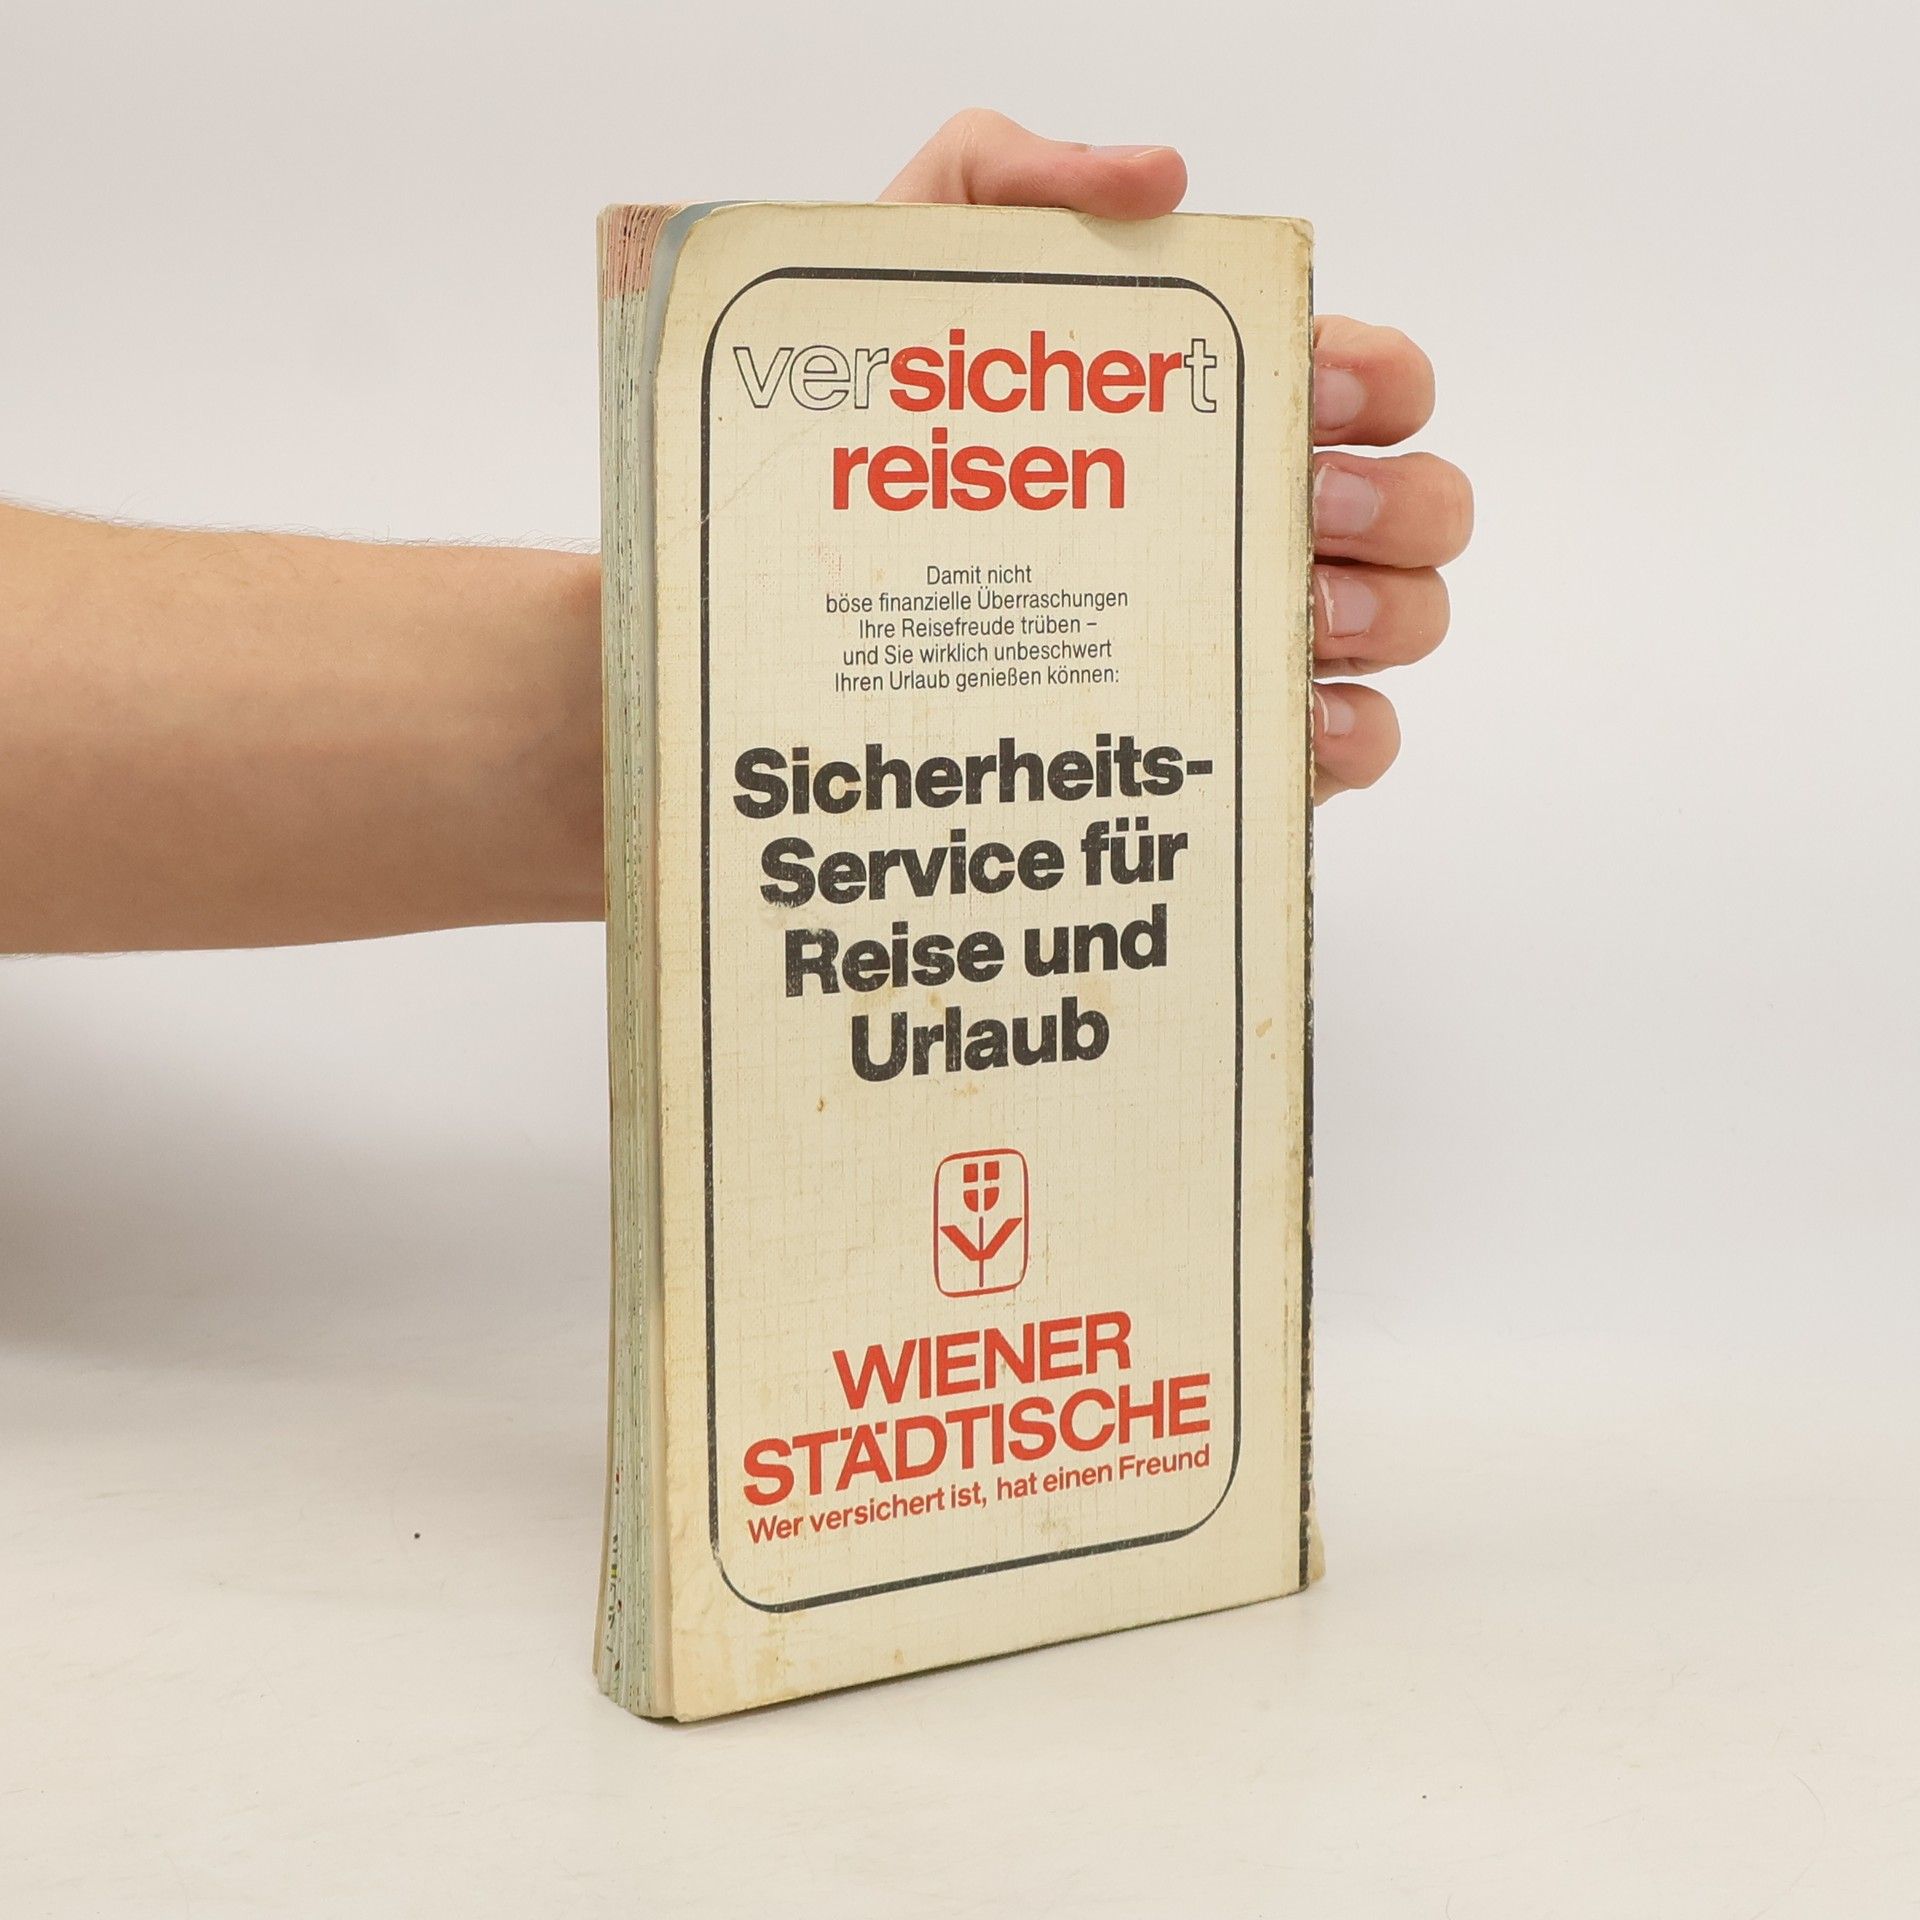 versichert
reisen
Damit nicht
böse finanzielle Überraschungen
Ihre Reisefreude trüben –
und Sie wirklich unbeschwert
Ihren Urlaub genießen können:
Sicherheits-
Service für
Reise und
Urlaub
WIENER
STÄDTISCHE
Wer versichert ist, hat einen Freund